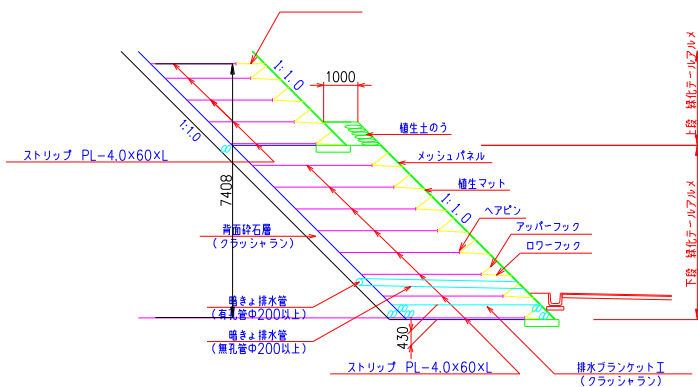 1:1.0
1000
上段 緑化テールアルメ
植生土のう
1:1.0
ストリップ PL-4.0×60×L
メッシュパネル
植生マット
7408
1:1.0
ヘアピン
下段 緑化テールアルメ
背面砕石層
(クラッシャラン)
アッパーフック
ロワーフック
暗きょ排水管
(有孔管Φ200以上)
暗きょ排水管
(無孔管Φ200以上)
430
ストリップ PL-4.0×60×L
排水ブランケットI
(クラッシャラン)